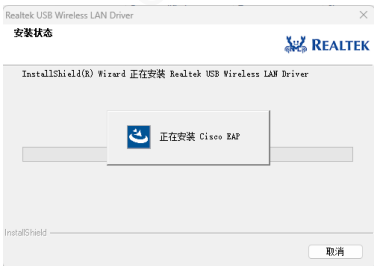 Realtek USB Wireless LAN Driver
安装状态
REALTEK
InstallShield(R) Wizard 正在安装 Realtek USB Wireless LAN Driver
正在安装 Cisco EAP
InstallShield
取消